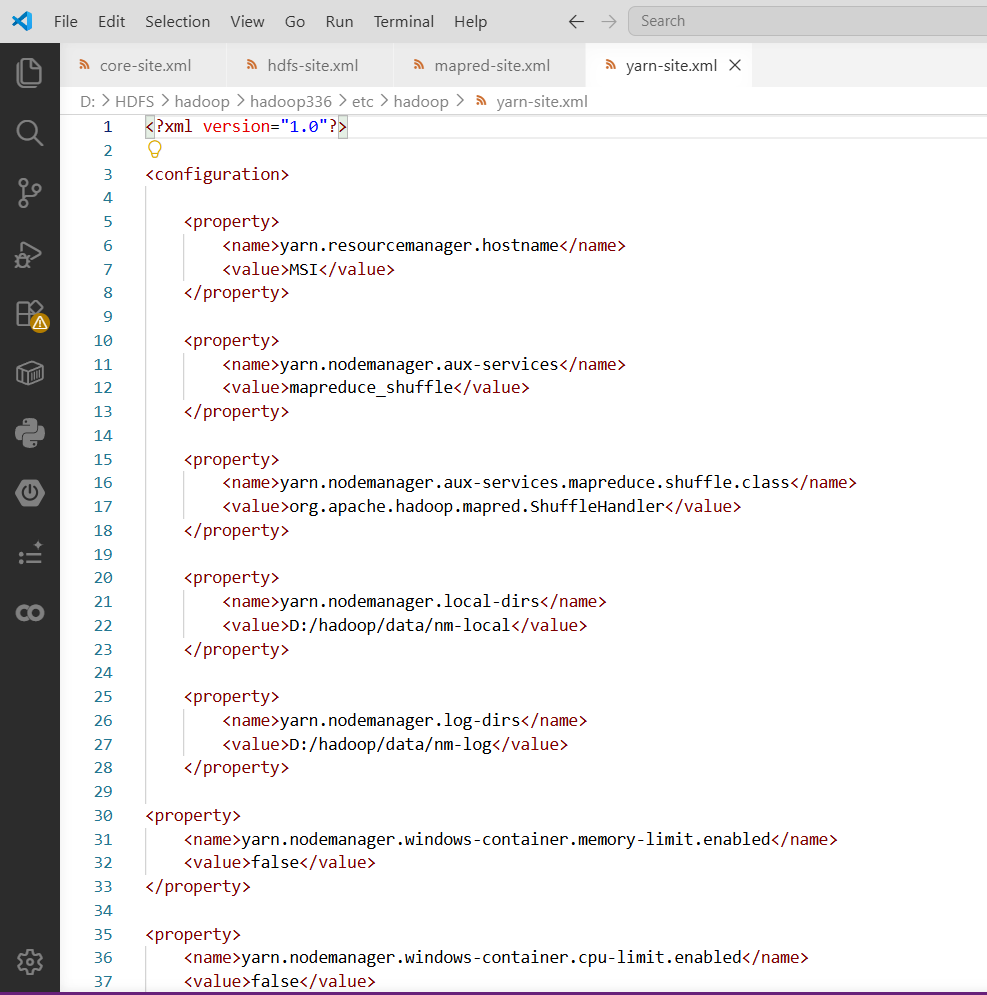 File Edit Selection View Go Run Terminal Help Search
core-site.xml hdfs-site.xml mapred-site.xml yarn-site.xml
D: > HDFS > hadoop > hadoop336 > etc > hadoop > yarn-site.xml
1 <?xml version="1.0"?>
2
3 <configuration>
4
5 <property>
6 <name>yarn.resourcemanager.hostname</name>
7 <value>MSI</value>
8 </property>
9
10 <property>
11 <name>yarn.nodemanager.aux-services</name>
12 <value>mapreduce_shuffle</value>
13 </property>
14
15 <property>
16 <name>yarn.nodemanager.aux-services.mapreduce.shuffle.class</name>
17 <value>org.apache.hadoop.mapred.ShuffleHandler</value>
18 </property>
19
20 <property>
21 <name>yarn.nodemanager.local-dirs</name>
22 <value>D:/hadoop/data/nm-local</value>
23 </property>
24
25 <property>
26 <name>yarn.nodemanager.log-dirs</name>
27 <value>D:/hadoop/data/nm-log</value>
28 </property>
29
30 <property>
31 <name>yarn.nodemanager.windows-container.memory-limit.enabled</name>
32 <value>false</value>
33 </property>
34
35 <property>
36 <name>yarn.nodemanager.windows-container.cpu-limit.enabled</name>
37 <value>false</value>